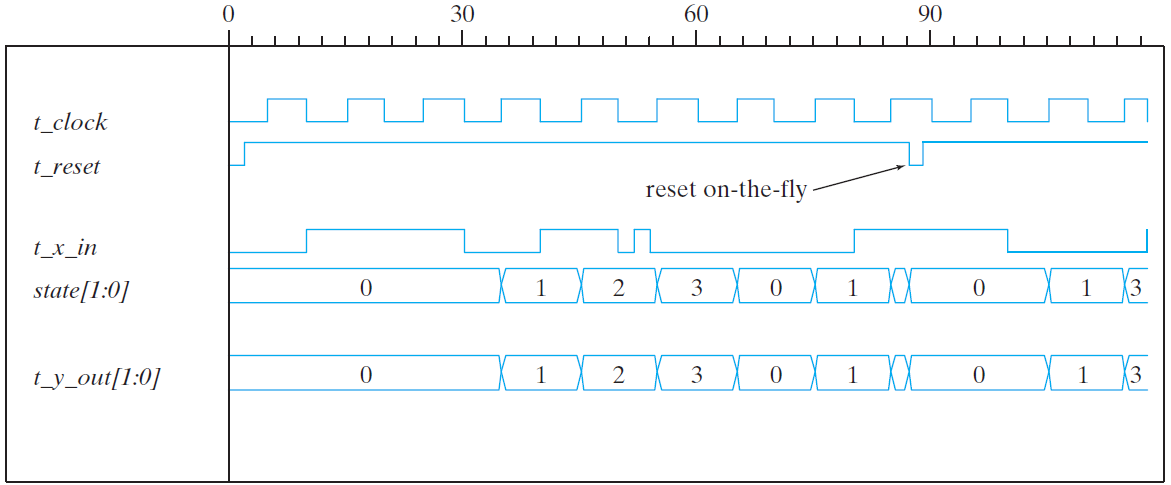 0 30 60 90
t_clock
t_reset
reset on-the-fly
t_x_in
state[1:0] 0 1 2 3 0 1 0 1 3
t_y_out[1:0] 0 1 2 3 0 1 0 1 3